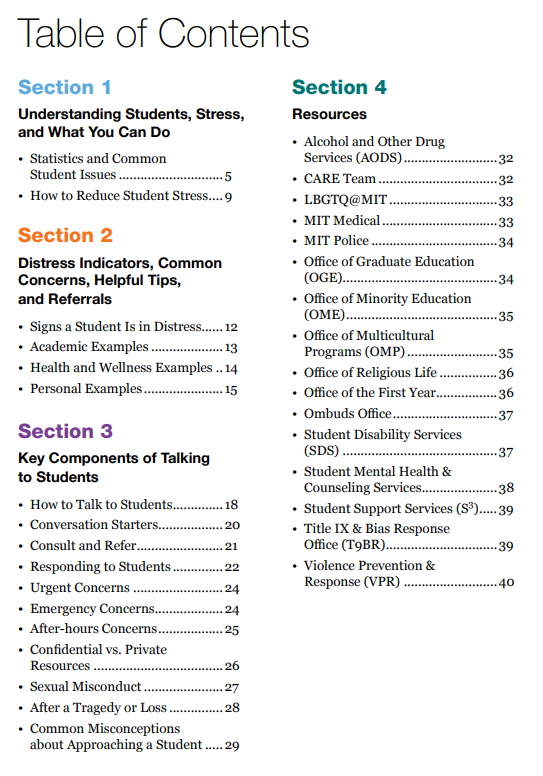 Table of Contents
Section 1
Understanding Students, Stress,
and What You Can Do
• Statistics and Common
Student Issues ............................5
• How to Reduce Student Stress....9
Section 2
Distress Indicators, Common
Concerns, Helpful Tips,
and Referrals
• Signs a Student Is in Distress......12
• Academic Examples ...................13
• Health and Wellness Examples ..14
• Personal Examples.....................15
Section 3
Key Components of Talking
to Students
• How to Talk to Students.............18
• Conversation Starters.................20
• Consult and Refer......................21
• Responding to Students .............22
• Urgent Concerns .......................24
• Emergency Concerns..................24
• After-hours Concerns.................25
• Confidential vs. Private
Resources ..................................26
• Sexual Misconduct .....................27
• After a Tragedy or Loss ..............28
• Common Misconceptions
about Approaching a Student .....29
Section 4
Resources
• Alcohol and Other Drug
Services (AODS) .........................32
• CARE Team ................................32
• LBGTQ@MIT .............................33
• MIT Medical ...............................33
• MIT Police ..................................34
• Office of Graduate Education
(OGE)..........................................34
• Office of Minority Education
(OME).........................................35
• Office of Multicultural
Programs (OMP) ........................35
• Office of Religious Life ...............36
• Office of the First Year................36
• Ombuds Office............................37
• Student Disability Services
(SDS) ..........................................37
• Student Mental Health &
Counseling Services....................38
• Student Support Services (S³).....39
• Title IX & Bias Response
Office (T9BR)..............................39
• Violence Prevention &
Response (VPR) .........................40